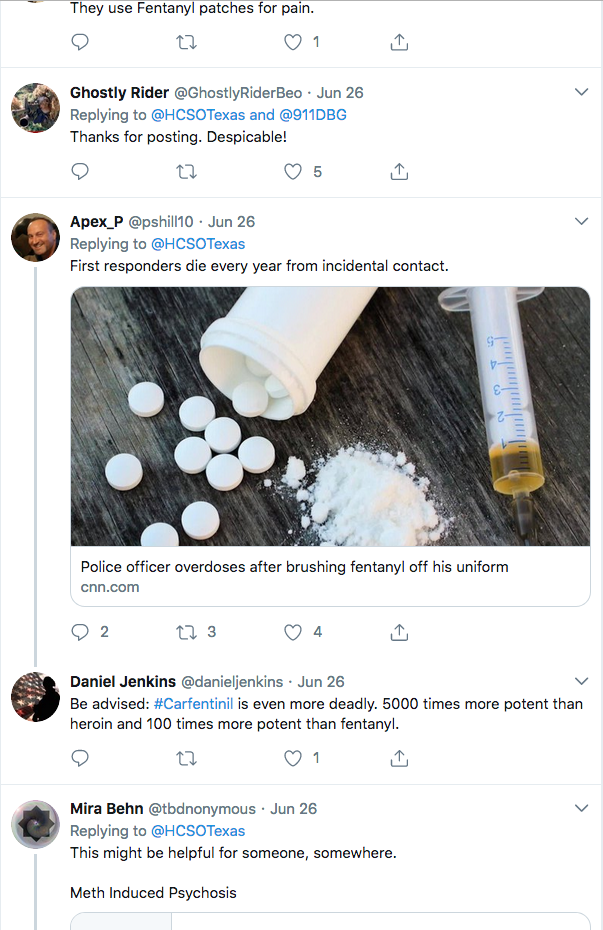 They use Fentanyl patches for pain.
1
Ghostly Rider @GhostlyRiderBeo · Jun 26
Replying to @HCSOTexas and @911DBG
Thanks for posting. Despicable!
5
Apex_P @pshill10 · Jun 26
Replying to @HCSOTexas
First responders die every year from incidental contact.
5
4
3
2
1
Police officer overdoses after brushing fentanyl off his uniform
cnn.com
2 3 4
Daniel Jenkins @danieljenkins · Jun 26
Be advised: #Carfentinil is even more deadly. 5000 times more potent than
heroin and 100 times more potent than fentanyl.
1
Mira Behn @tbdnonymous · Jun 26
Replying to @HCSOTexas
This might be helpful for someone, somewhere.
Meth Induced Psychosis